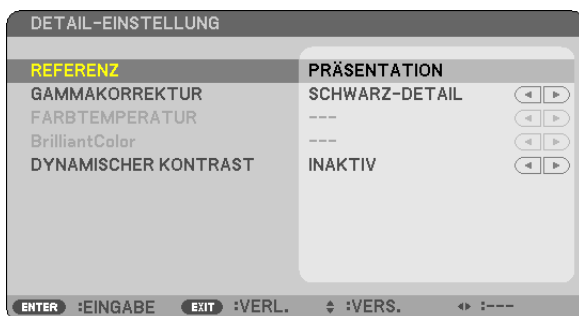 DETAIL-EINSTELLUNG
REFERENZ PRÄSENTATION
GAMMAKORREKTUR SCHWARZ-DETAIL
FARBTEMPERATUR ---
BrilliantColor ---
DYNAMISCHER KONTRAST INAKTIV
ENTER :EINGABE EXIT :VERL. :VERS. :---